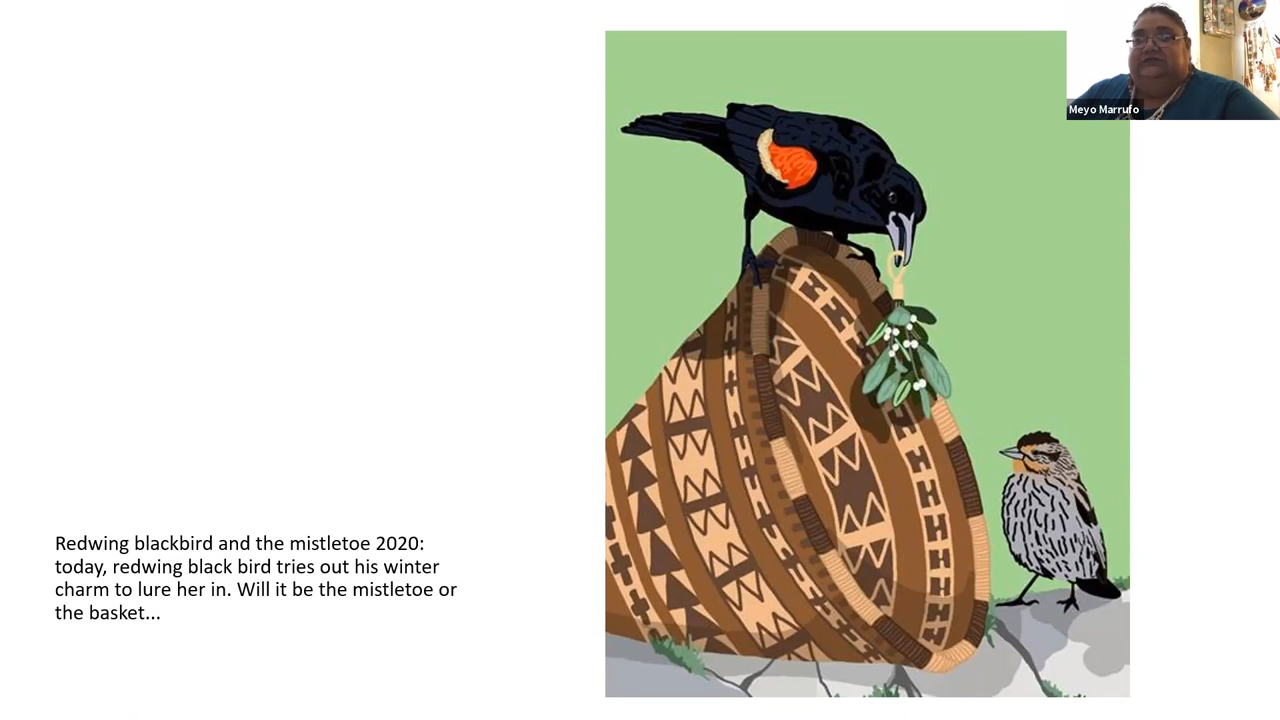 Meyo Marrufo
Redwing blackbird and the mistletoe 2020:
today, redwing black bird tries out his winter
charm to lure her in. Will it be the mistletoe or
the basket...